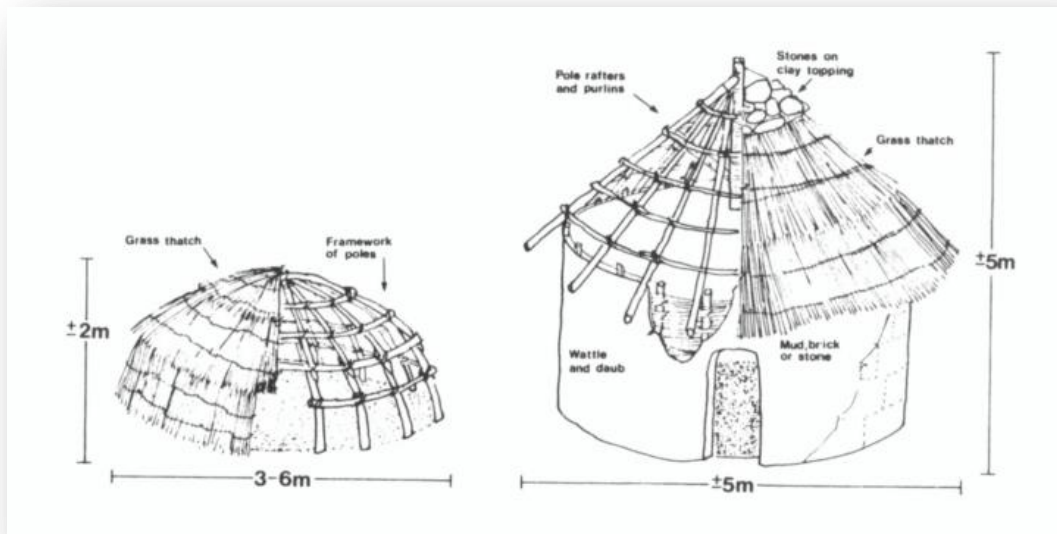 Grass thatch
Framework
of poles
±2m
3-6m
Pole rafters
and purlins
Stones on
clay topping
Grass thatch
±5m
Wattle
and daub
Mud, brick
or stone
±5m